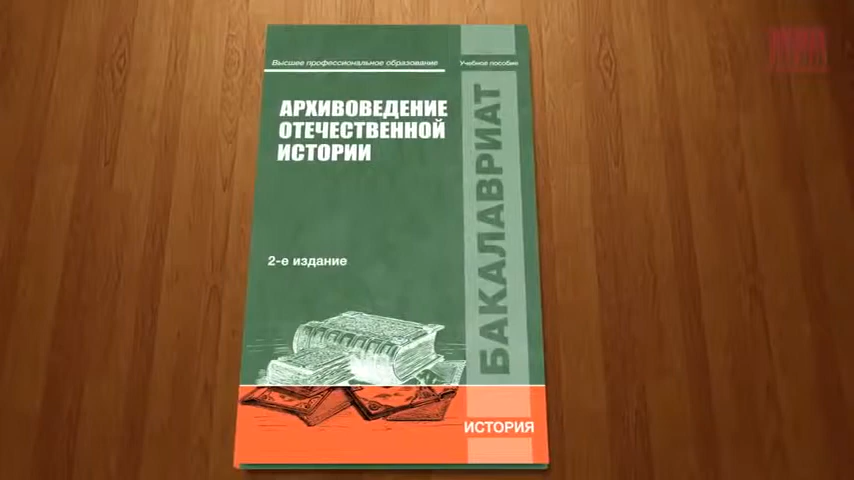 Высшее профессиональное образование
Учебное пособие
АРХИВОВЕДЕНИЕ
ОТЕЧЕСТВЕННОЙ
ИСТОРИИ
БАКАЛАВРИАТ
2-е издание
ИСТОРИЯ